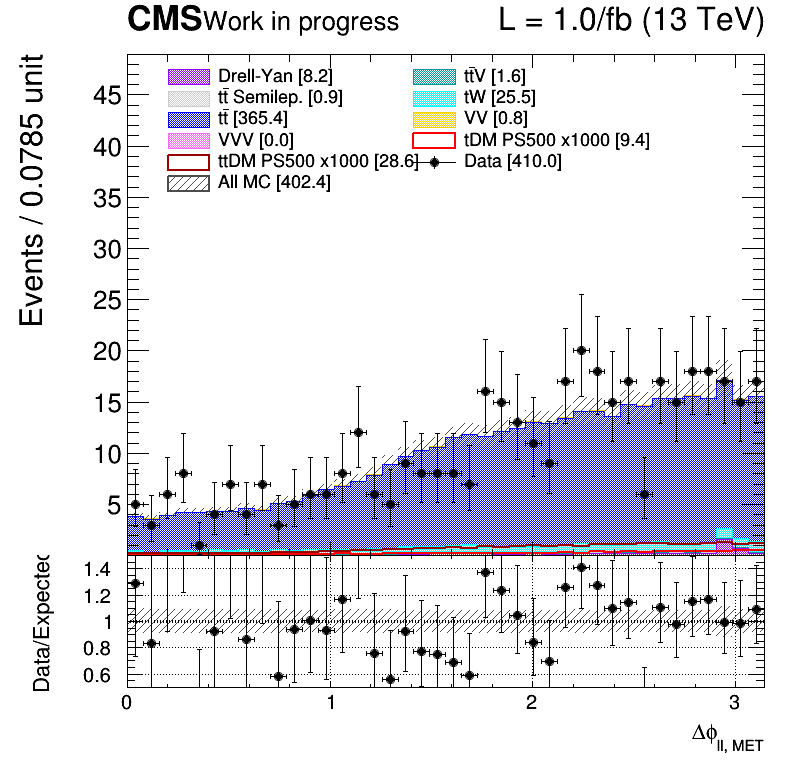 CMS Work in progress L = 1.0/fb (13 TeV)
Events / 0.0785 unit
Drell-Yan [8.2] tt̄V [1.6]
tt̄ Semilep. [0.9] tW [25.5]
tt̄ [365.4] VV [0.8]
VVV [0.0] tDM PS500 x1000 [9.4]
ttDM PS500 x1000 [28.6] Data [410.0]
All MC [402.4]
45
40
35
30
25
20
15
10
5
Data/Expected
1.4
1.2
1
0.8
0.6
0 1 2 3
Δϕll, MET